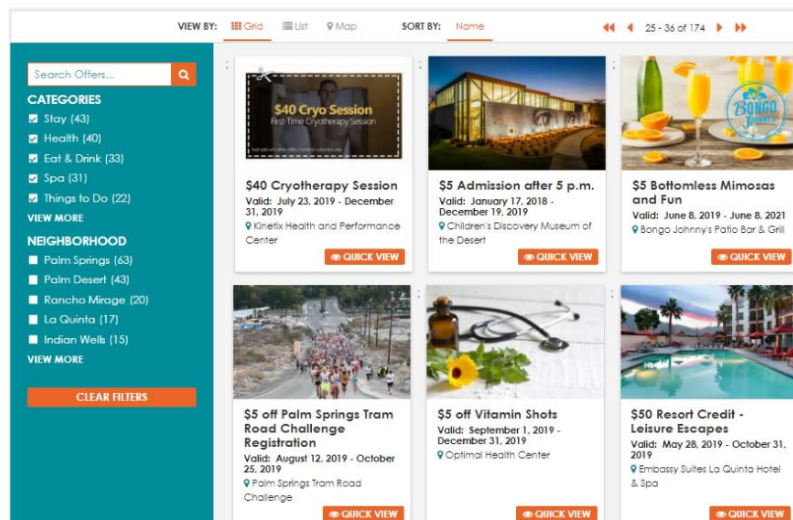 VIEW BY: Grid List Map SORT BY: Name 25 - 36 of 174
Search Offers...
CATEGORIES
Stay (43)
Health (40)
Eat & Drink (33)
Spa (31)
Things to Do (22)
VIEW MORE
NEIGHBORHOOD
Palm Springs (63)
Palm Desert (43)
Rancho Mirage (20)
La Quinta (17)
Indian Wells (15)
VIEW MORE
CLEAR FILTERS
$40 Cryo Session
First-Time Cryotherapy Session
$40 Cryotherapy Session
Valid: July 23, 2019 - December
31, 2019
Kinetix Health and Performance
Center
QUICK VIEW
$5 Admission after 5 p.m.
Valid: January 17, 2018 -
December 19, 2019
Children's Discovery Museum of
the Desert
QUICK VIEW
BONGO
JOHNNY'S
$5 Bottomless Mimosas
and Fun
Valid: June 8, 2019 - June 8, 2021
Bongo Johnny's Patio Bar & Grill
QUICK VIEW
$5 off Palm Springs Tram
Road Challenge
Registration
Valid: August 12, 2019 - October
25, 2019
Palm Springs Tram Road
Challenge
QUICK VIEW
$5 off Vitamin Shots
Valid: September 1, 2019 -
December 31, 2019
Optimal Health Center
QUICK VIEW
$50 Resort Credit -
Leisure Escapes
Valid: May 28, 2019 - October 31,
2019
Embassy Suites La Quinta Hotel
& Spa
QUICK VIEW